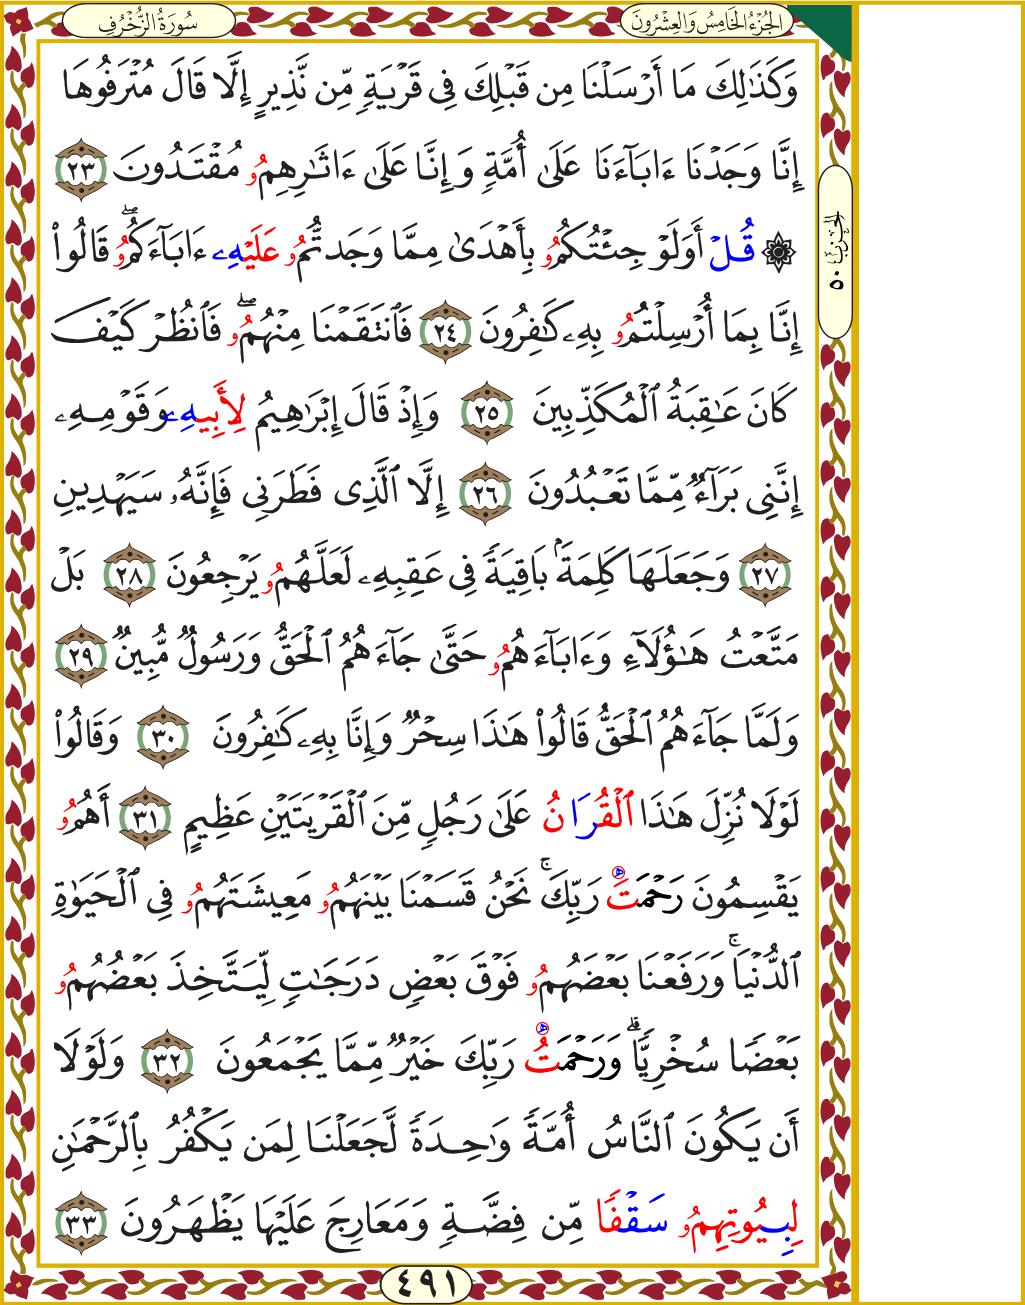 الجُزْءُ الخَامِسُ وَالعِشْرُونَ
سُورَةُ الزُّخْرُفِ
وَكَذَٰلِكَ مَا أَرْسَلْنَا مِن قَبْلِكَ فِى قَرْيَةٍ مِّن نَّذِيرٍ إِلَّا قَالَ مُتْرَفُوهَا
إِنَّا وَجَدْنَا ءَابَآءَنَا عَلَىٰ أُمَّةٍ وَإِنَّا عَلَىٰ ءَاثَٰرِهِمُۥ مُقْتَدُونَ ٢٣
۞ قُلْ أَوَلَوْ جِئْتُكُمُۥ بِأَهْدَىٰ مِمَّا وَجَدتُّمُۥ عَلَيْهِۦ ءَابَآءَكُمُۥۖ قَالُوا۟
إِنَّا بِمَا أُرْسِلْتُمُۥ بِهِۦ كَٰفِرُونَ ٢٤ فَٱنتَقَمْنَا مِنْهُمُۥۖ فَٱنظُرْ كَيْفَ
كَانَ عَٰقِبَةُ ٱلْمُكَذِّبِينَ ٢٥ وَإِذْ قَالَ إِبْرَٰهِيمُ لِأَبِيهِۦ وَقَوْمِهِۦ
إِنَّنِى بَرَآءٌ مِّمَّا تَعْبُدُونَ ٢٦ إِلَّا ٱلَّذِى فَطَرَنِى فَإِنَّهُۥ سَيَهْدِينِ
٢٧ وَجَعَلَهَا كَلِمَةًۢ بَاقِيَةً فِى عَقِبِهِۦ لَعَلَّهُمُۥ يَرْجِعُونَ ٢٨ بَلْ
مَتَّعْتُ هَٰٓؤُلَآءِ وَءَابَآءَهُمُۥ حَتَّىٰ جَآءَهُمُ ٱلْحَقُّ وَرَسُولٌ مُّبِينٌ ٢٩
وَلَمَّا جَآءَهُمُ ٱلْحَقُّ قَالُوا۟ هَٰذَا سِحْرٌ وَإِنَّا بِهِۦ كَٰفِرُونَ ٣٠ وَقَالُوا۟
لَوْلَا نُزِّلَ هَٰذَا ٱلْقُرَانُ عَلَىٰ رَجُلٍ مِّنَ ٱلْقَرْيَتَيْنِ عَظِيمٍ ٣١ أَهُمُۥ
يَقْسِمُونَ رَحْمَتَ رَبِّكَۚ نَحْنُ قَسَمْنَا بَيْنَهُمُۥ مَعِيشَتَهُمُۥ فِى ٱلْحَيَوٰةِ
ٱلدُّنْيَاۚ وَرَفَعْنَا بَعْضَهُمُۥ فَوْقَ بَعْضٍ دَرَجَٰتٍ لِّيَتَّخِذَ بَعْضُهُمُۥ
بَعْضًا سُخْرِيًّاۗ وَرَحْمَتُ رَبِّكَ خَيْرٌ مِّمَّا يَجْمَعُونَ ٣٢ وَلَوْلَا
أَن يَكُونَ ٱلنَّاسُ أُمَّةً وَٰحِدَةً لَّجَعَلْنَا لِمَن يَكْفُرُ بِٱلرَّحْمَٰنِ
لِبِيُوتِهِمُۥ سَقْفًا مِّن فِضَّةٍ وَمَعَارِجَ عَلَيْهَا يَظْهَرُونَ ٣٣
الحِزْبُ ٥٠
٤٩١